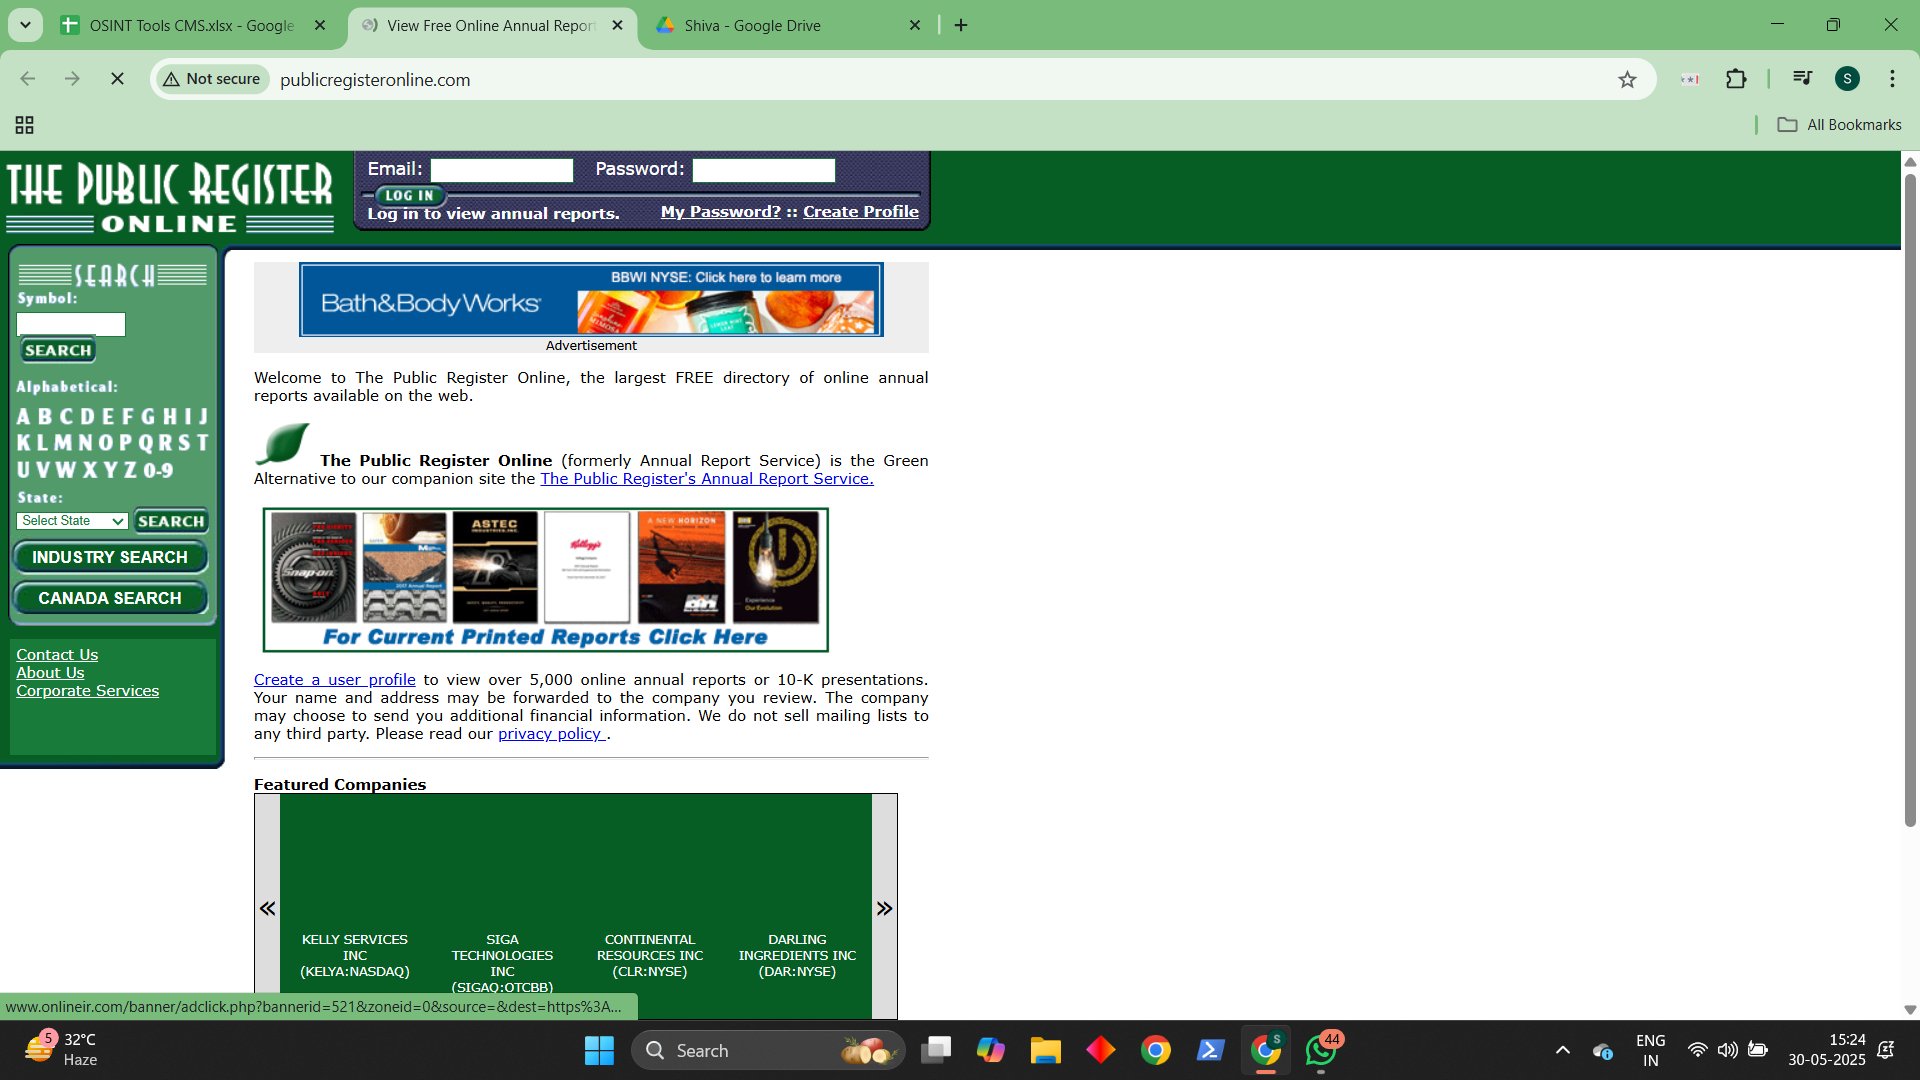 OSINT Tools CMS.xlsx - Google
View Free Online Annual Report
Shiva - Google Drive
Not secure
publicregisteronline.com
S
All Bookmarks
THE PUBLIC REGISTER
ONLINE
Email:
Password:
LOG IN
Log in to view annual reports.
My Password? :: Create Profile
SEARCH
Symbol:
SEARCH
Alphabetical:
A B C D E F G H I J
K L M N O P Q R S T
U V W X Y Z 0-9
State:
Select State
SEARCH
INDUSTRY SEARCH
CANADA SEARCH
Contact Us
About Us
Corporate Services
BBWI NYSE: Click here to learn more
Bath&BodyWorks
Advertisement
Welcome to The Public Register Online, the largest FREE directory of online annual
reports available on the web.
The Public Register Online (formerly Annual Report Service) is the Green
Alternative to our companion site the The Public Register's Annual Report Service.
Snap-on
2017 Annual Report
ASTEC
Kellogg's
A NEW HORIZON
Experience
Our Evolution
For Current Printed Reports Click Here
Create a user profile to view over 5,000 online annual reports or 10-K presentations.
Your name and address may be forwarded to the company you review. The company
may choose to send you additional financial information. We do not sell mailing lists to
any third party. Please read our privacy policy .
Featured Companies
«
KELLY SERVICES
INC
(KELYA:NASDAQ)
SIGA
TECHNOLOGIES
INC
(SIGAQ:OTCBB)
CONTINENTAL
RESOURCES INC
(CLR:NYSE)
DARLING
INGREDIENTS INC
(DAR:NYSE)
»
www.onlineir.com/banner/adclick.php?bannerid=521&zoneid=0&source=&dest=https%3A...
5
32°C
Haze
Search
S
44
ENG
IN
15:24
30-05-2025